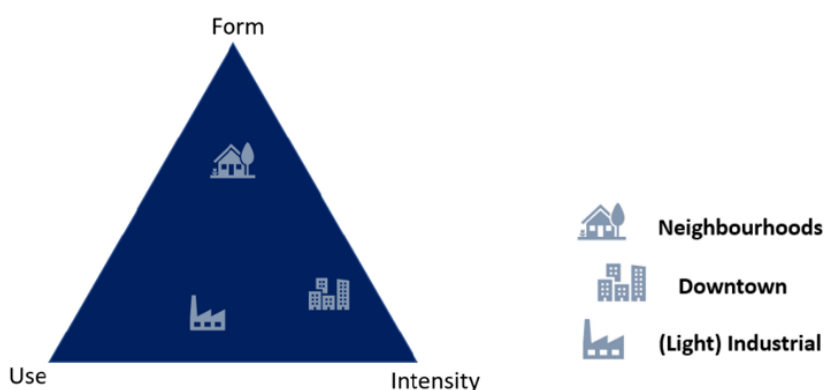 Form
Neighbourhoods
Downtown
(Light) Industrial
Use
Intensity